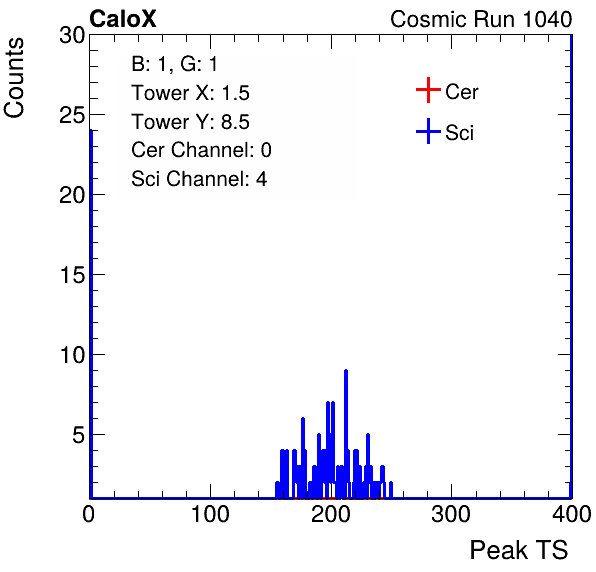 CaloX Cosmic Run 1040
Counts
30
25
20
15
10
5
B: 1, G: 1
Tower X: 1.5
Tower Y: 8.5
Cer Channel: 0
Sci Channel: 4
Cer
Sci
0 100 200 300 400
Peak TS